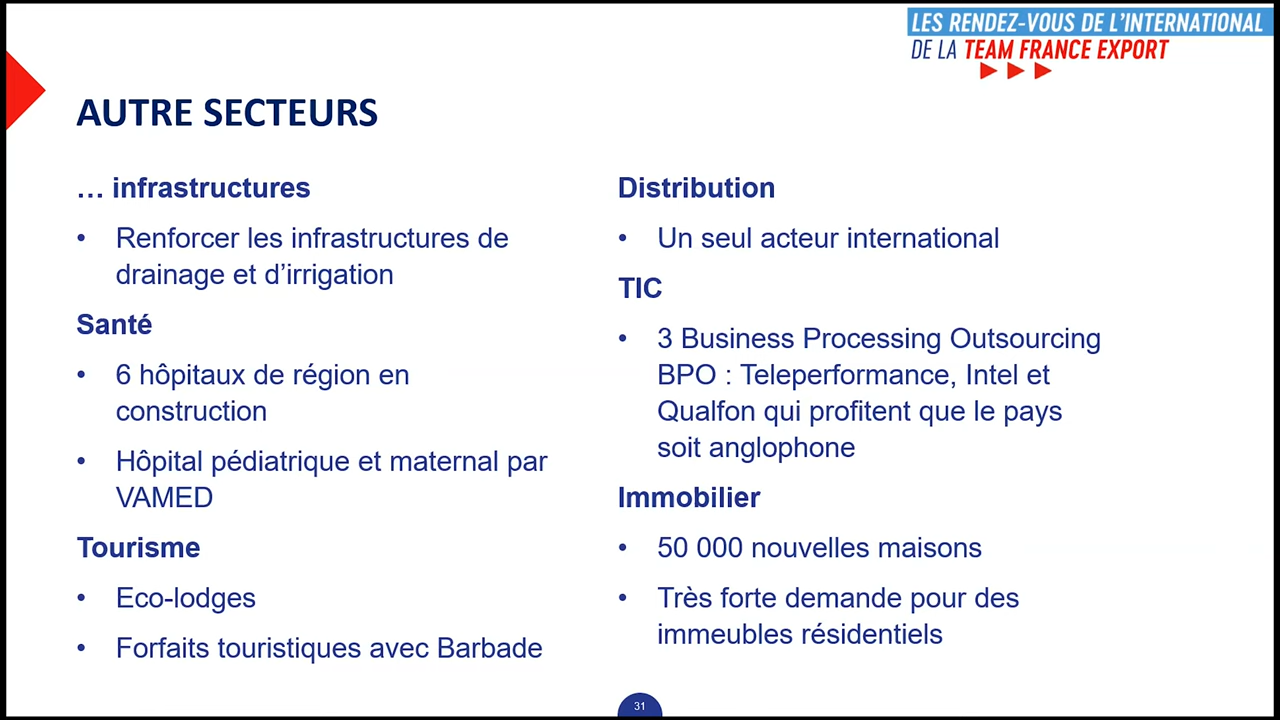 LES RENDEZ-VOUS DE L'INTERNATIONAL
DE LA TEAM FRANCE EXPORT
AUTRE SECTEURS
… infrastructures
• Renforcer les infrastructures de
drainage et d’irrigation
Santé
• 6 hôpitaux de région en
construction
• Hôpital pédiatrique et maternal par
VAMED
Tourisme
• Eco-lodges
• Forfaits touristiques avec Barbade
Distribution
• Un seul acteur international
TIC
• 3 Business Processing Outsourcing
BPO : Teleperformance, Intel et
Qualfon qui profitent que le pays
soit anglophone
Immobilier
• 50 000 nouvelles maisons
• Très forte demande pour des
immeubles résidentiels
31